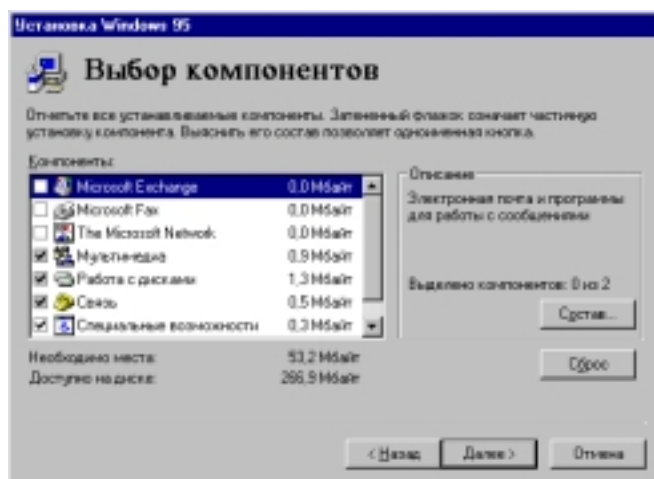 Установка Windows 95
Выбор компонентов
Отметьте все устанавливаемые компоненты. Затененный флажок означает частичную
установку компонента. Выяснить его состав позволяет одноименная кнопка.
Компоненты:
Microsoft Exchange 0,0 Мбайт
Microsoft Fax 0,0 Мбайт
The Microsoft Network 0,0 Мбайт
Мультимедиа 0,9 Мбайт
Работа с дисками 1,3 Мбайт
Связь 0,5 Мбайт
Специальные возможности 0,3 Мбайт
Описание
Электронная почта и программы
для работы с сообщениями
Выделено компонентов: 0 из 2
Состав...
Необходимо места: 53,2 Мбайт
Доступно на диске: 266,9 Мбайт
Сброс
< Назад
Далее >
Отмена